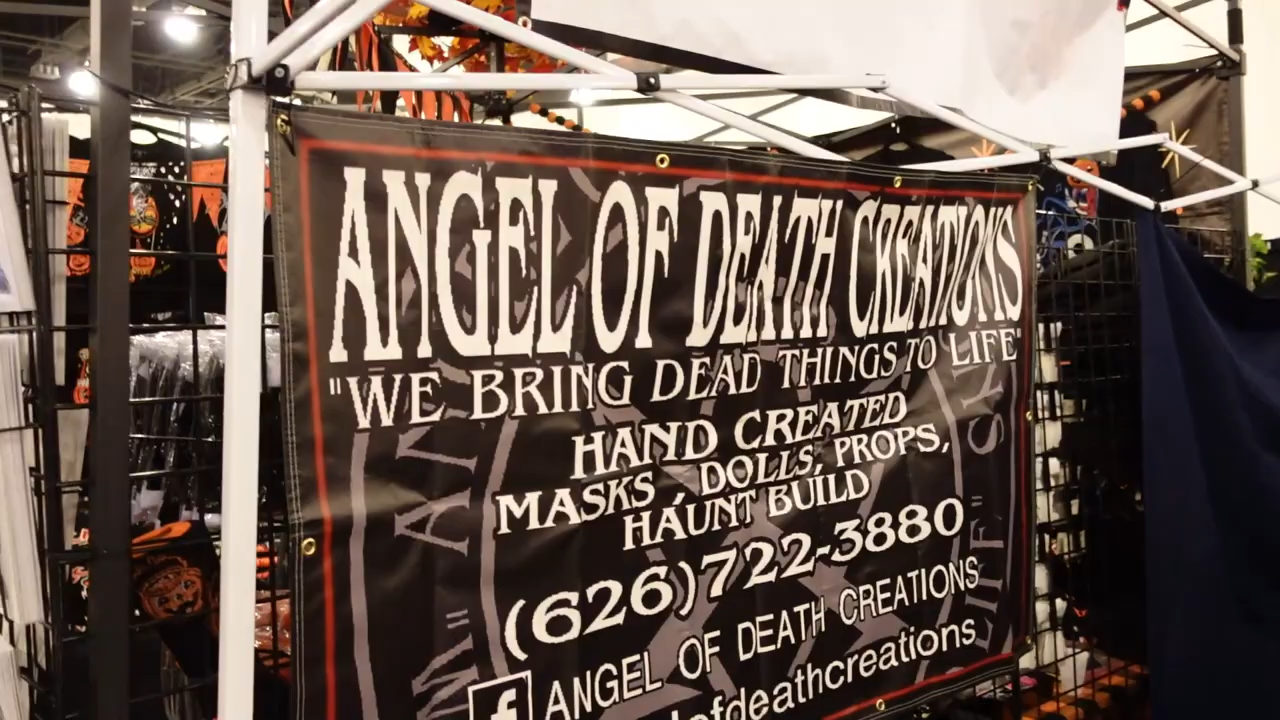 ANGEL OF DEATH CREATIONS
"WE BRING DEAD THINGS TO LIFE"
HAND CREATED
MASKS, DOLLS, PROPS,
HAUNT BUILD
(626)722-3880
f ANGEL OF DEATH CREATIONS
ofdeathcreations